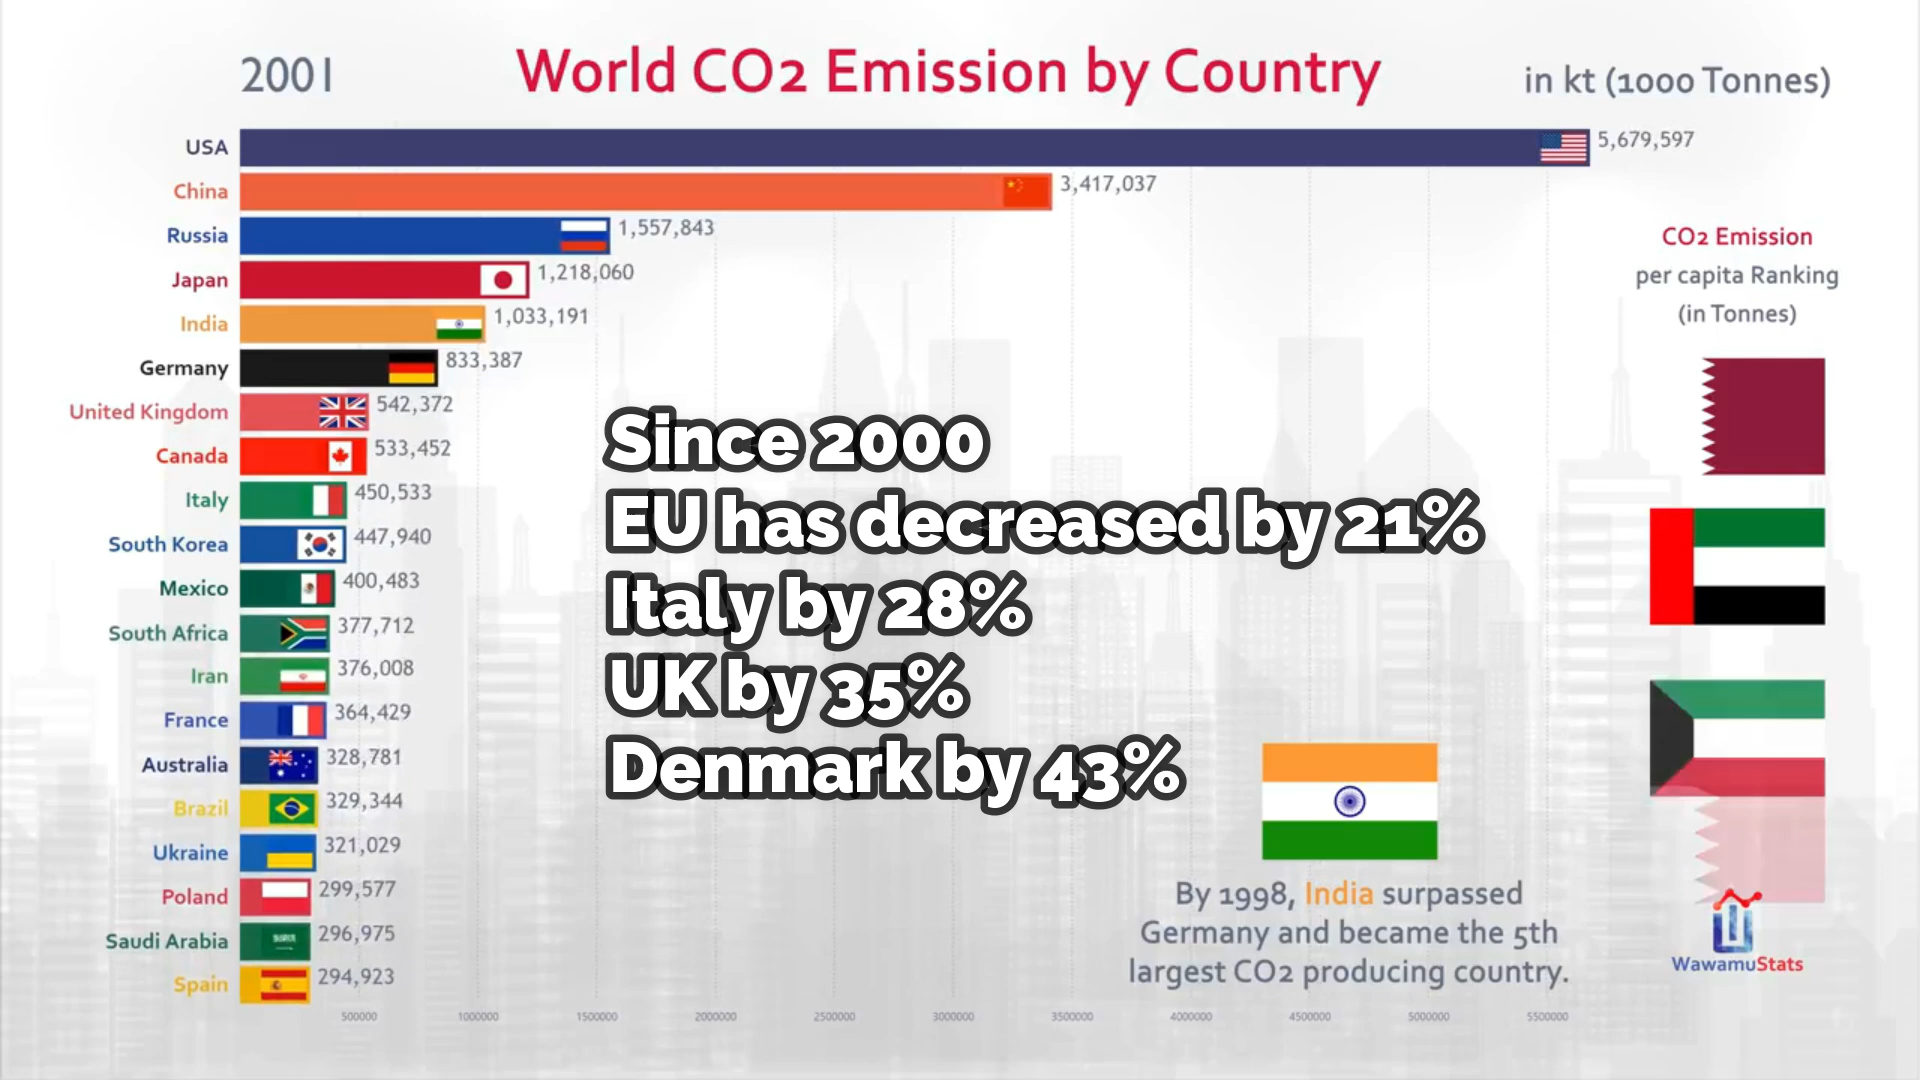 2001
World CO2 Emission by Country
in kt (1000 Tonnes)
USA 5,679,597
China 3,417,037
Russia 1,557,843
Japan 1,218,060
India 1,033,191
Germany 833,387
United Kingdom 542,372
Canada 533,452
Italy 450,533
South Korea 447,940
Mexico 400,483
South Africa 377,712
Iran 376,008
France 364,429
Australia 328,781
Brazil 329,344
Ukraine 321,029
Poland 299,577
Saudi Arabia 296,975
Spain 294,923
500000 1000000 1500000 2000000 2500000 3000000 3500000 4000000 4500000 5000000 5500000
Since 2000
EU has decreased by 21%
Italy by 28%
UK by 35%
Denmark by 43%
By 1998, India surpassed
Germany and became the 5th
largest CO2 producing country.
CO2 Emission
per capita Ranking
(in Tonnes)
WawamuStats